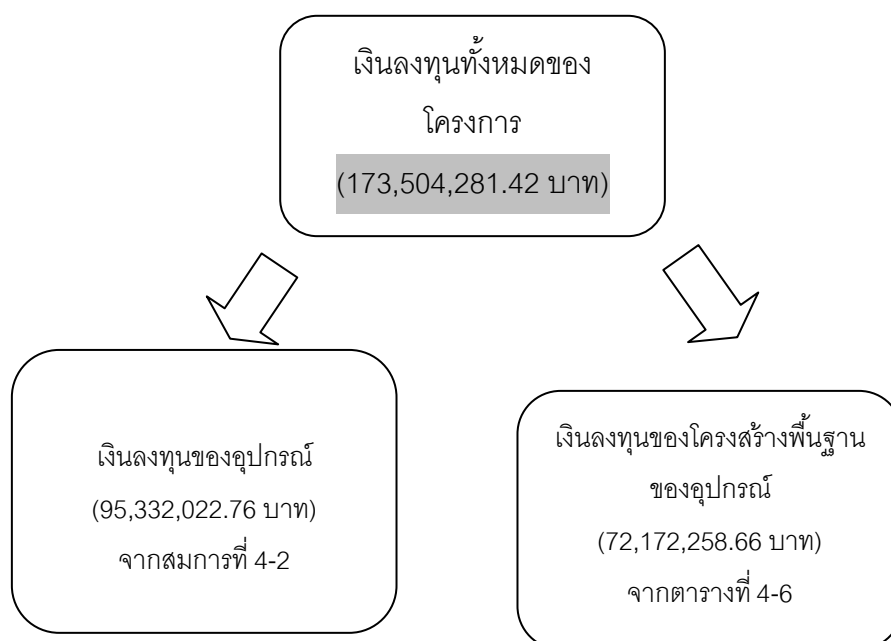 เงินลงทุนทั้งหมดของ
โครงการ
(173,504,281.42 บาท)
เงินลงทุนของอุปกรณ์
(95,332,022.76 บาท)
จากสมการที่ 4-2
เงินลงทุนของโครงสร้างพื้นฐาน
ของอุปกรณ์
(72,172,258.66 บาท)
จากตารางที่ 4-6